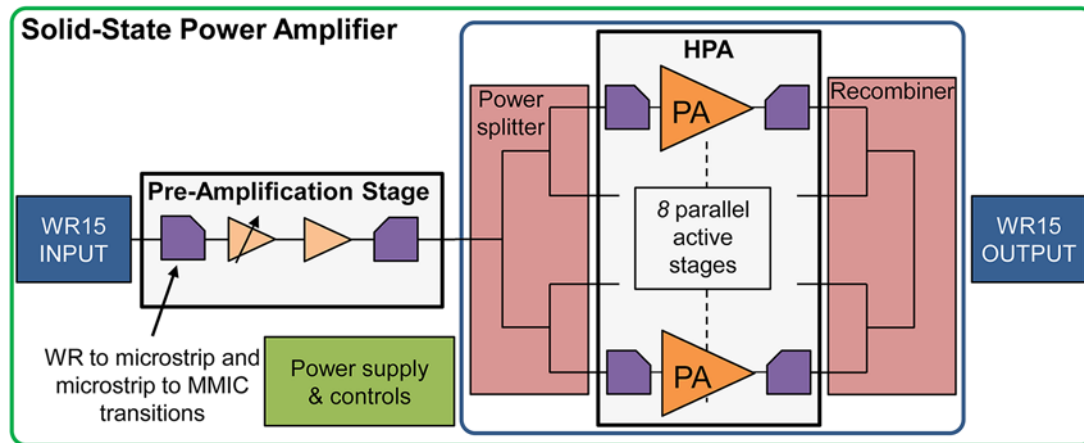 Solid-State Power Amplifier
HPA
Power
splitter
PA
Recombiner
Pre-Amplification Stage
WR15
INPUT
8 parallel
active
stages
WR15
OUTPUT
WR to microstrip and
microstrip to MMIC
transitions
Power supply
& controls
PA